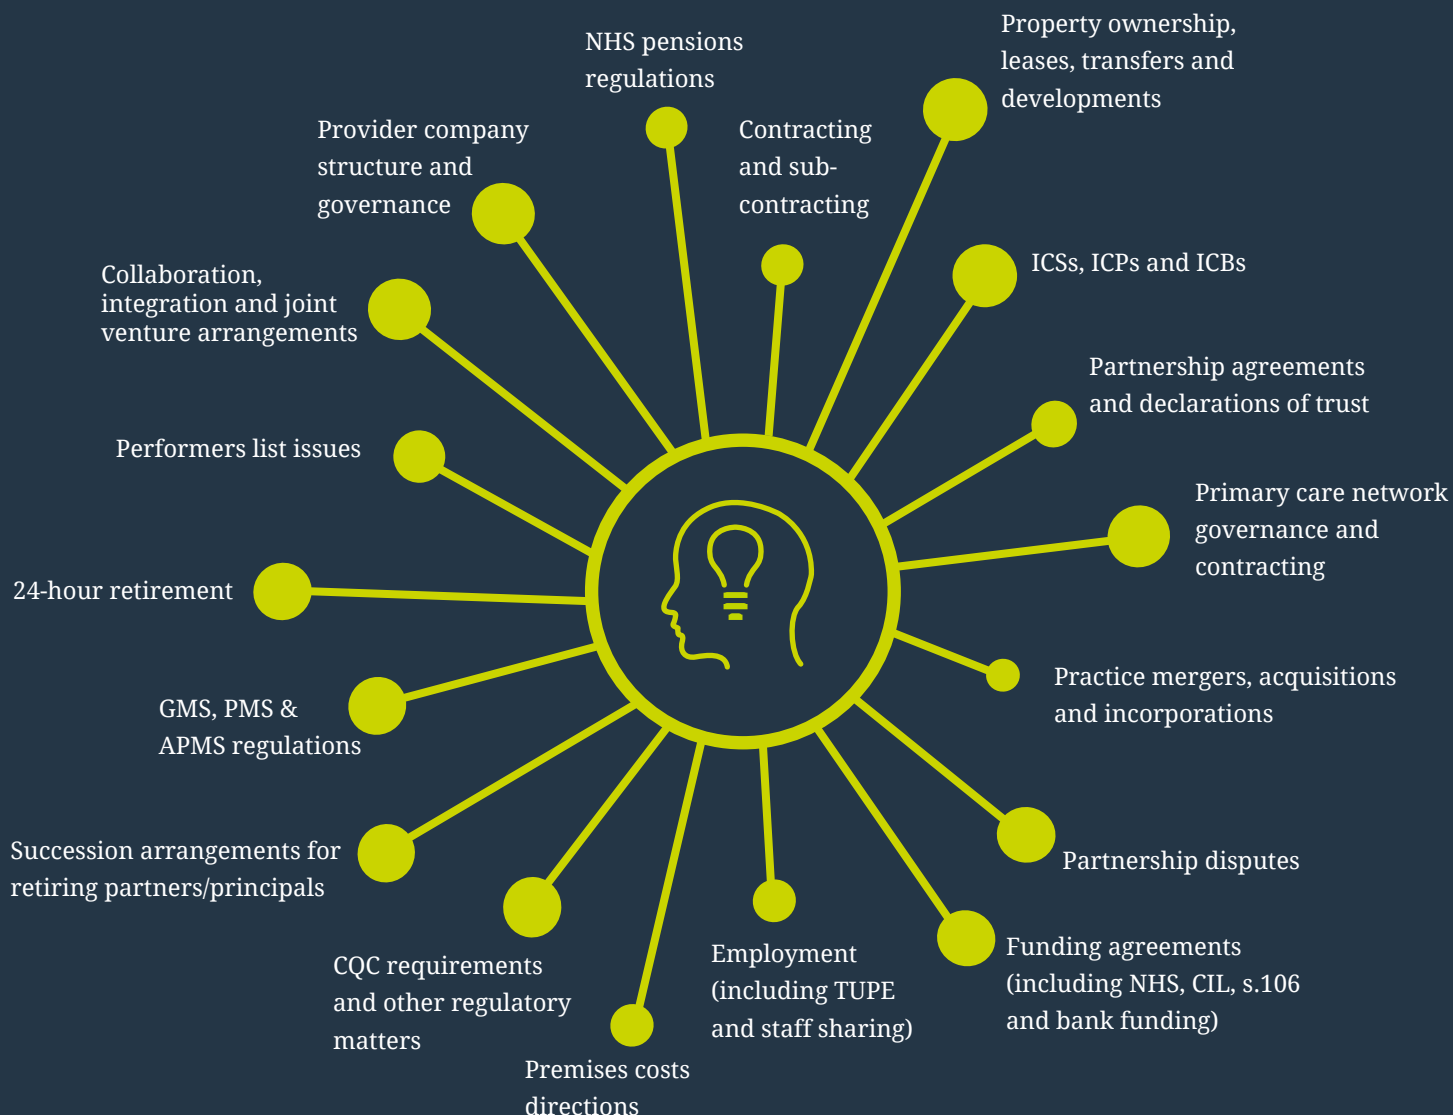 Property ownership,
leases, transfers and
developments
NHS pensions
regulations
Contracting
and sub-
contracting
Provider company
structure and
governance
ICSs, ICPs and ICBs
Collaboration,
integration and joint
venture arrangements
Partnership agreements
and declarations of trust
Performers list issues
Primary care network
governance and
contracting
24-hour retirement
Practice mergers, acquisitions
and incorporations
GMS, PMS &
APMS regulations
Partnership disputes
Succession arrangements for
retiring partners/principals
Funding agreements
(including NHS, CIL, s.106
and bank funding)
Employment
(including TUPE
and staff sharing)
CQC requirements
and other regulatory
matters
Premises costs
directions